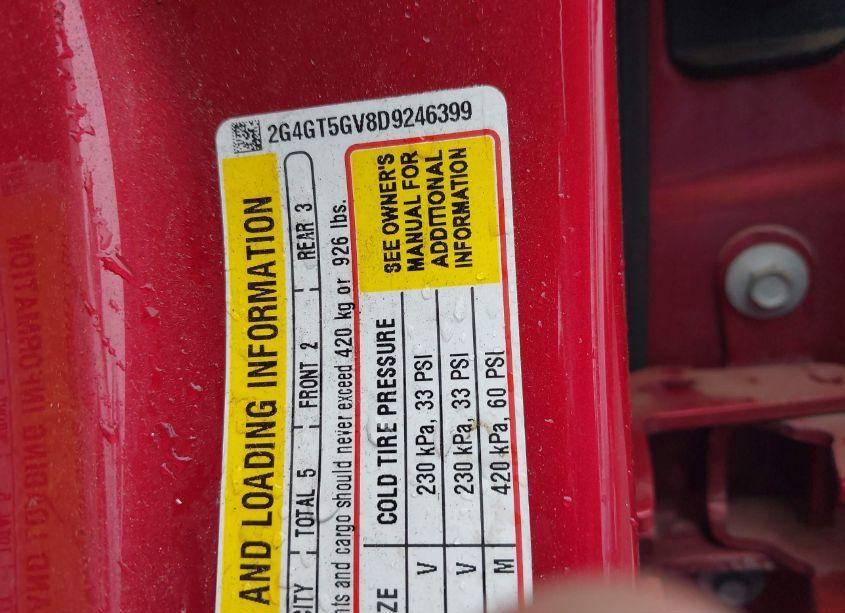 2G4GT5GV8D9246399
AND LOADING INFORMATION
CITY TOTAL 5 FRONT 2 REAR 3
nts and cargo should never exceed 420 kg or 926 lbs.
ZE COLD TIRE PRESSURE
V 230 kPa, 33 PSI
V 230 kPa, 33 PSI
M 420 kPa, 60 PSI
SEE OWNER'S
MANUAL FOR
ADDITIONAL
INFORMATION